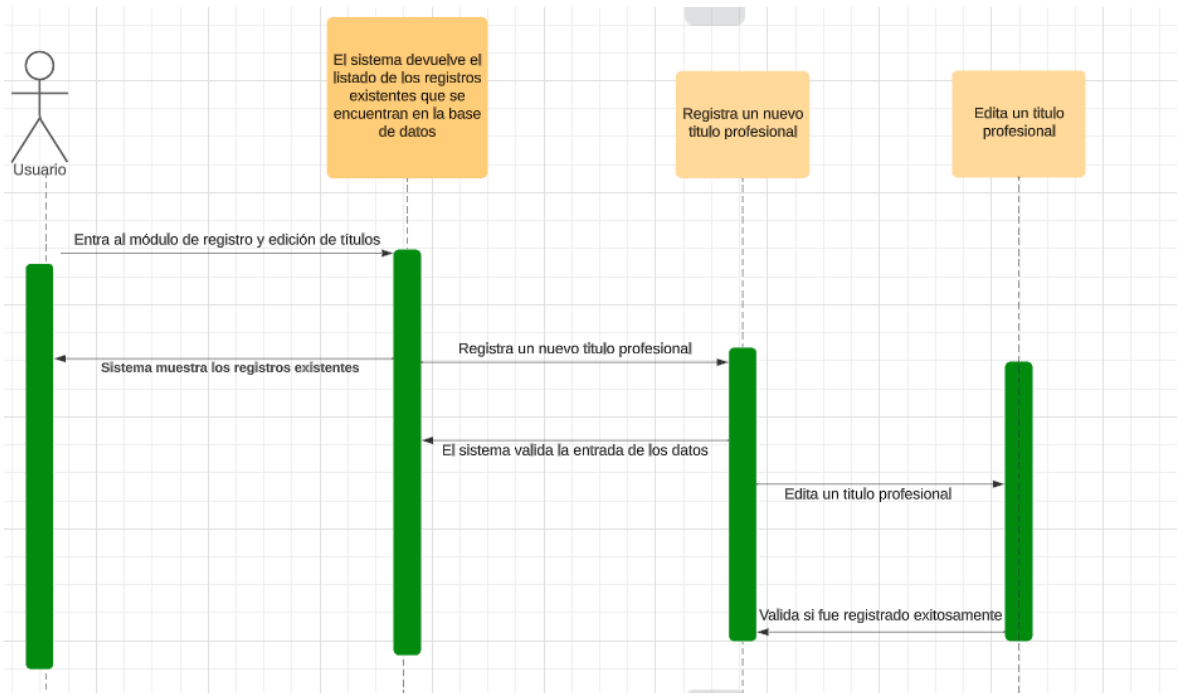 El sistema devuelve el
listado de los registros
existentes que se
encuentran en la base
de datos
Registra un nuevo
titulo profesional
Edita un titulo
profesional
Usuario
Entra al módulo de registro y edición de títulos
Registra un nuevo titulo profesional
Sistema muestra los registros existentes
El sistema valida la entrada de los datos
Edita un titulo profesional
Valida si fue registrado exitosamente